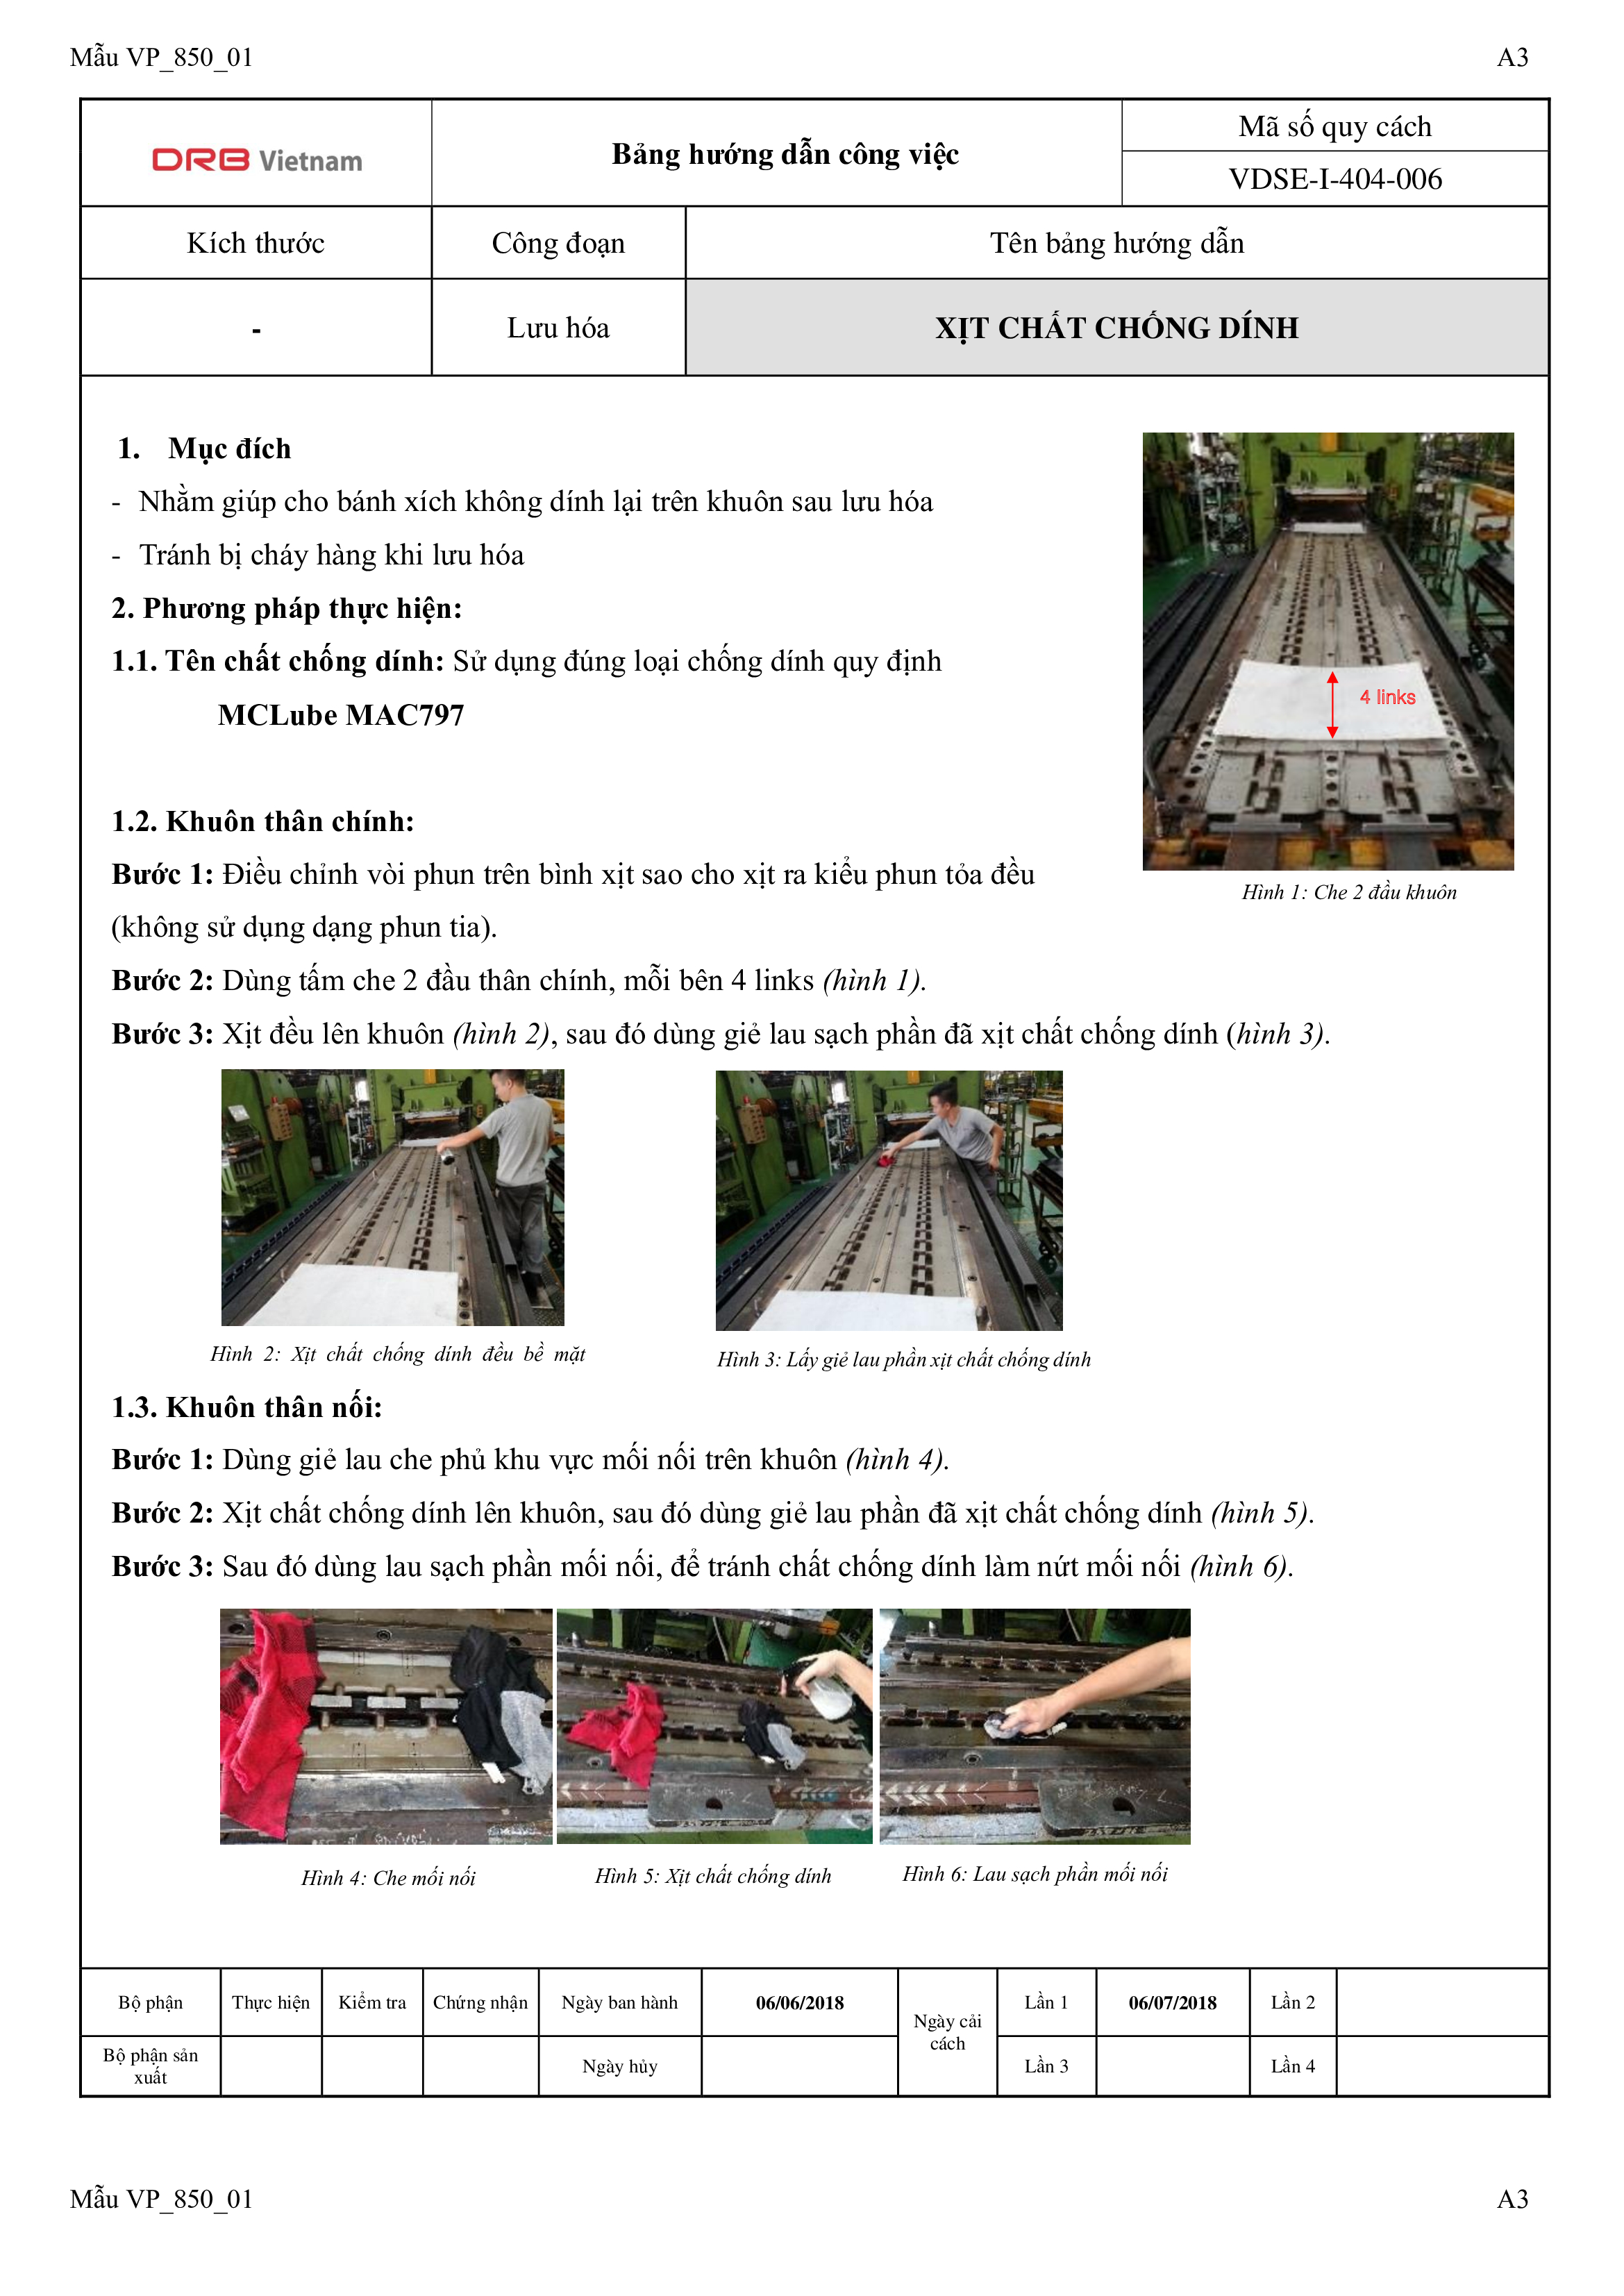 Mẫu VP_850_01
A3
DRB Vietnam
Bảng hướng dẫn công việc
Mã số quy cách
VDSE-I-404-006
Kích thước
Công đoạn
Tên bảng hướng dẫn
-
Lưu hóa
XỊT CHẤT CHỐNG DÍNH
1. Mục đích
- Nhằm giúp cho bánh xích không dính lại trên khuôn sau lưu hóa
- Tránh bị cháy hàng khi lưu hóa
2. Phương pháp thực hiện:
1.1. Tên chất chống dính: Sử dụng đúng loại chống dính quy định
MCLube MAC797
4 links
Hình 1: Che 2 đầu khuôn
1.2. Khuôn thân chính:
Bước 1: Điều chỉnh vòi phun trên bình xịt sao cho xịt ra kiểu phun tỏa đều
(không sử dụng dạng phun tia).
Bước 2: Dùng tấm che 2 đầu thân chính, mỗi bên 4 links (hình 1).
Bước 3: Xịt đều lên khuôn (hình 2), sau đó dùng giẻ lau sạch phần đã xịt chất chống dính (hình 3).
Hình 2: Xịt chất chống dính đều bề mặt
Hình 3: Lấy giẻ lau phần xịt chất chống dính
1.3. Khuôn thân nối:
Bước 1: Dùng giẻ lau che phủ khu vực mối nối trên khuôn (hình 4).
Bước 2: Xịt chất chống dính lên khuôn, sau đó dùng giẻ lau phần đã xịt chất chống dính (hình 5).
Bước 3: Sau đó dùng lau sạch phần mối nối, để tránh chất chống dính làm nứt mối nối (hình 6).
Hình 4: Che mối nối
Hình 5: Xịt chất chống dính
Hình 6: Lau sạch phần mối nối
Bộ phận
Thực hiện
Kiểm tra
Chứng nhận
Ngày ban hành
06/06/2018
Ngày cải
cách
Lần 1
06/07/2018
Lần 2
Bộ phận sản
xuất
Ngày hủy
Lần 3
Lần 4
Mẫu VP_850_01
A3